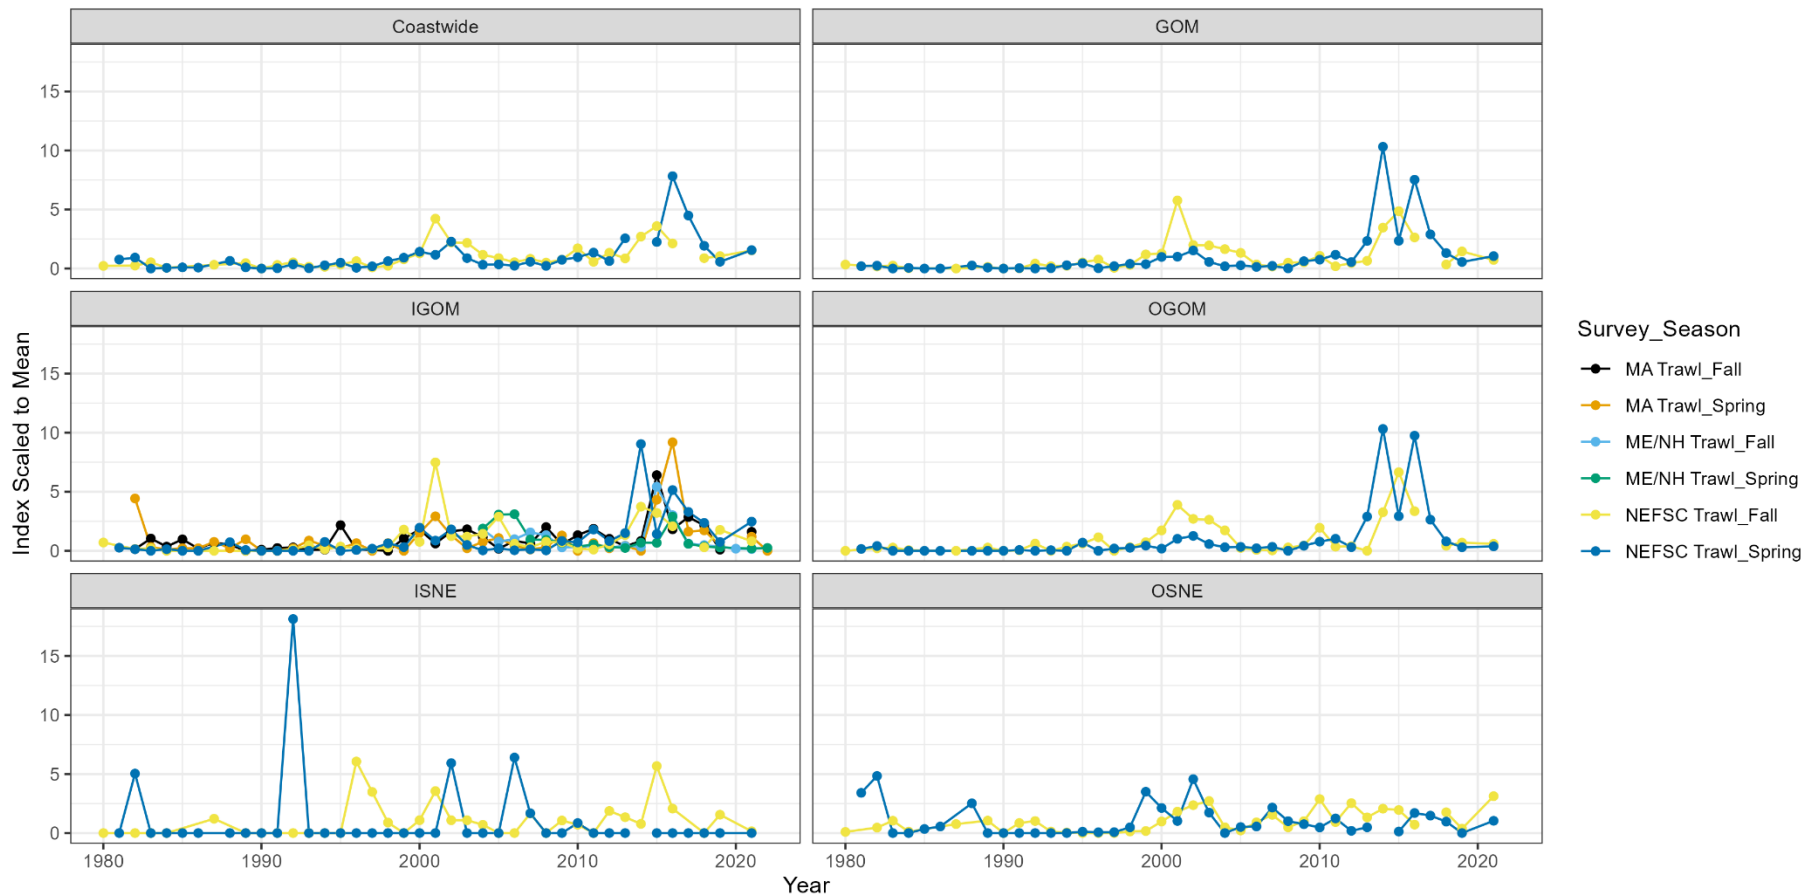 Coastwide
GOM
15
10
5
0
IGOM
OGOM
15
10
5
0
Index Scaled to Mean
ISNE
OSNE
15
10
5
0
1980
1990
2000
2010
2020
1980
1990
2000
2010
2020
Year
Survey_Season
MA Trawl_Fall
MA Trawl_Spring
ME/NH Trawl_Fall
ME/NH Trawl_Spring
NEFSC Trawl_Fall
NEFSC Trawl_Spring